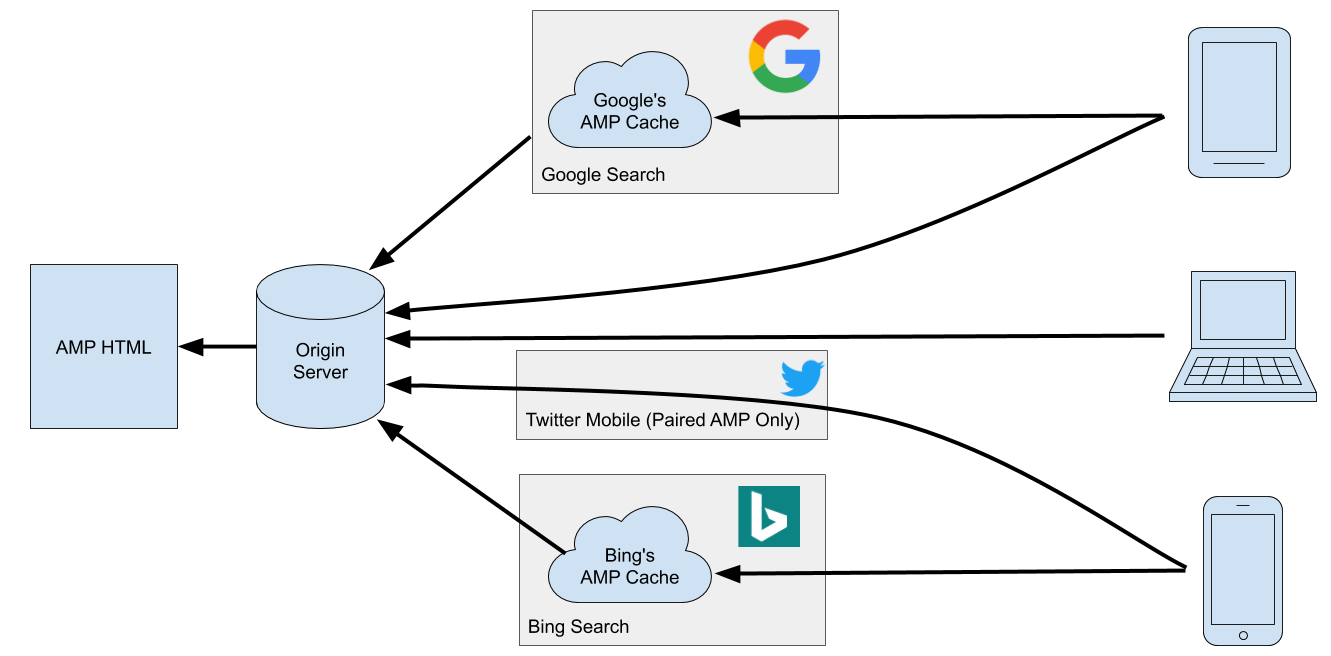 Google's
AMP Cache
Google Search
AMP HTML
Origin
Server
Twitter Mobile (Paired AMP Only)
Bing's
AMP Cache
Bing Search